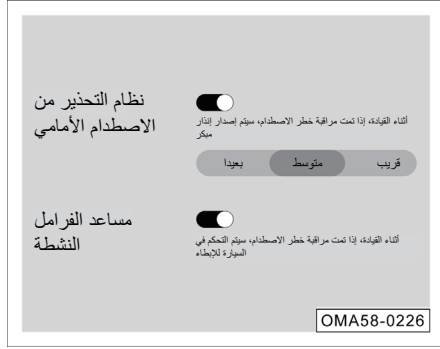 نظام التحذير من
الاصطدام الأمامي
أثناء القيادة، إذا تمت مراقبة خطر الاصطدام، سيتم إصدار إنذار
مبكر
قريب متوسط بعيدا
مساعد الفرامل
النشطة
أثناء القيادة، إذا تمت مراقبة خطر الاصطدام، سيتم التحكم في
السيارة للإبطاء
OMA58-0226